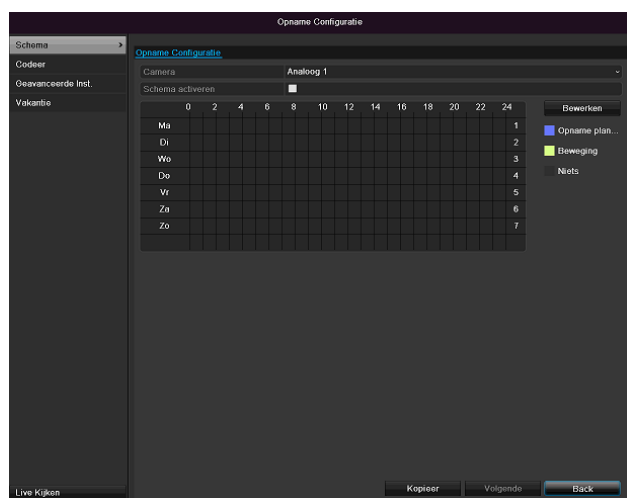 Opname Configuratie
Schema >
Codeer
Geavanceerde Inst.
Vakantie
Live Kijken
Opname Configuratie
Camera Analoog 1
Schema activeren
0 2 4 6 8 10 12 14 16 18 20 22 24
Ma 1
Di 2
Wo 3
Do 4
Vr 5
Za 6
Zo 7
Bewerken
Opname plan...
Beweging
Niets
Kopieer Volgende Back